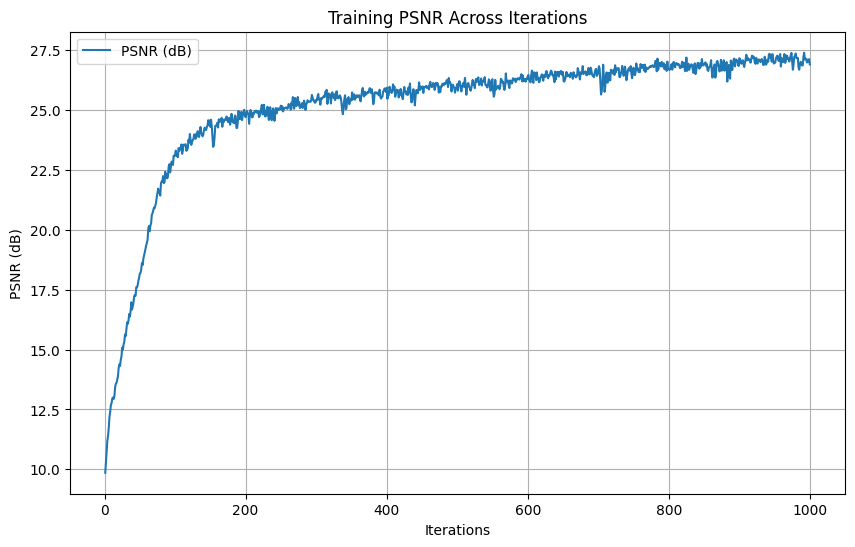 Training PSNR Across Iterations
PSNR (dB)
27.5
25.0
22.5
20.0
17.5
15.0
12.5
10.0
PSNR (dB)
0 200 400 600 800 1000
Iterations